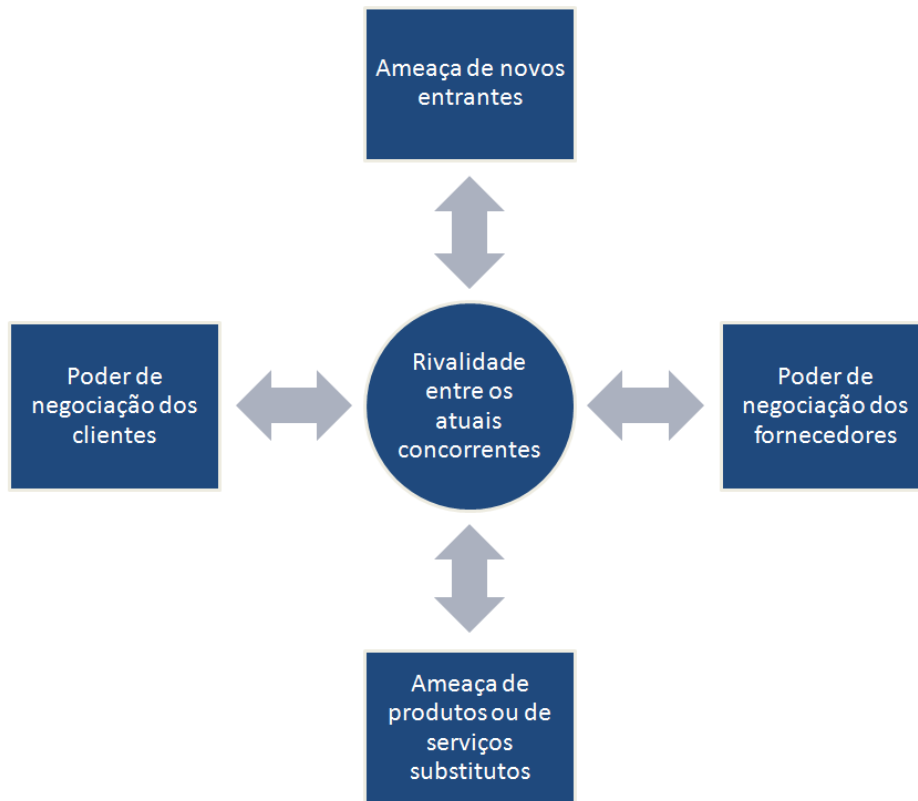 Ameaça de novos
entrantes
Poder de
negociação dos
clientes
Rivalidade
entre os
atuais
concorrentes
Poder de
negociação dos
fornecedores
Ameaça de
produtos ou de
serviços
substitutos